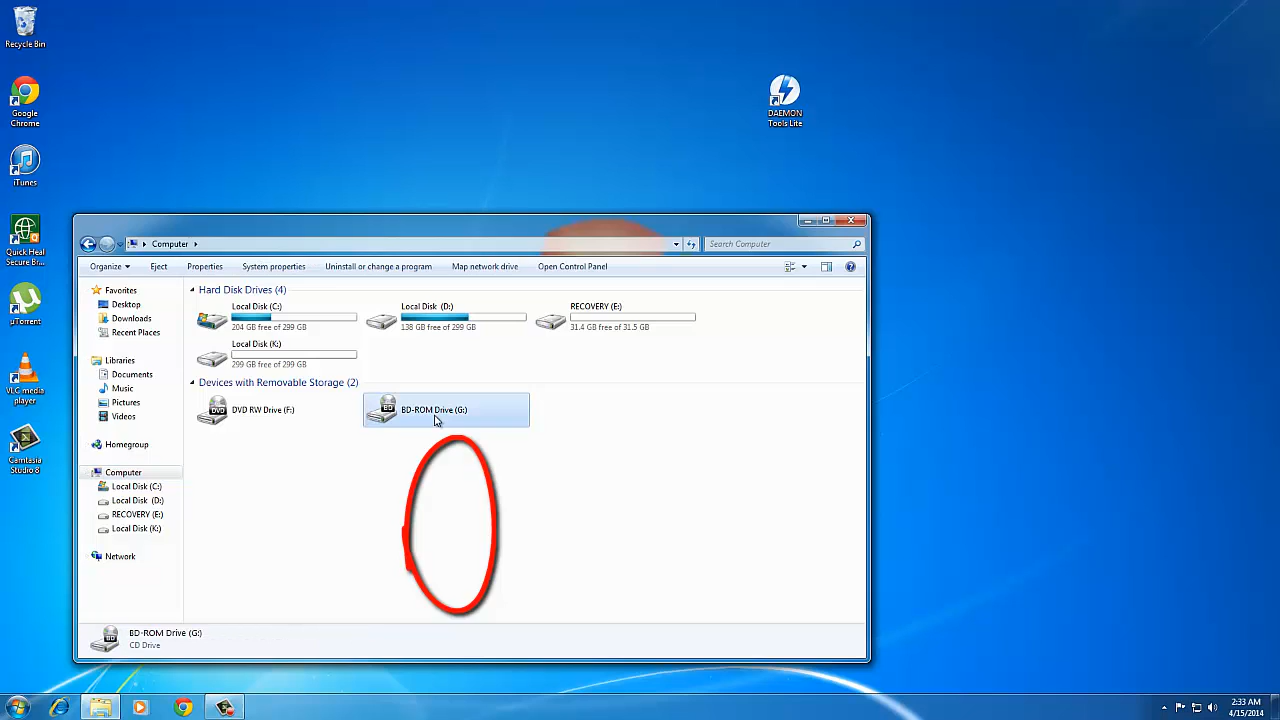 Recycle Bin
Google
Chrome
iTunes
Quick Heal
Secure Br...
µTorrent
VLC media
player
Camtasia
Studio 8
DAEMON
Tools Lite
Computer
Search Computer
Organize Eject Properties System properties Uninstall or change a program Map network drive Open Control Panel
Favorites
Desktop
Downloads
Recent Places
Libraries
Documents
Music
Pictures
Videos
Homegroup
Computer
Local Disk (C:)
Local Disk (D:)
RECOVERY (E:)
Local Disk (K:)
Network
Hard Disk Drives (4)
Local Disk (C:)
204 GB free of 299 GB
Local Disk (D:)
138 GB free of 299 GB
RECOVERY (E:)
31.4 GB free of 31.5 GB
Local Disk (K:)
299 GB free of 299 GB
Devices with Removable Storage (2)
DVD
DVD RW Drive (F:)
BD
BD-ROM Drive (G:)
BD
BD-ROM Drive (G:)
CD Drive
2:33 AM
4/15/2014